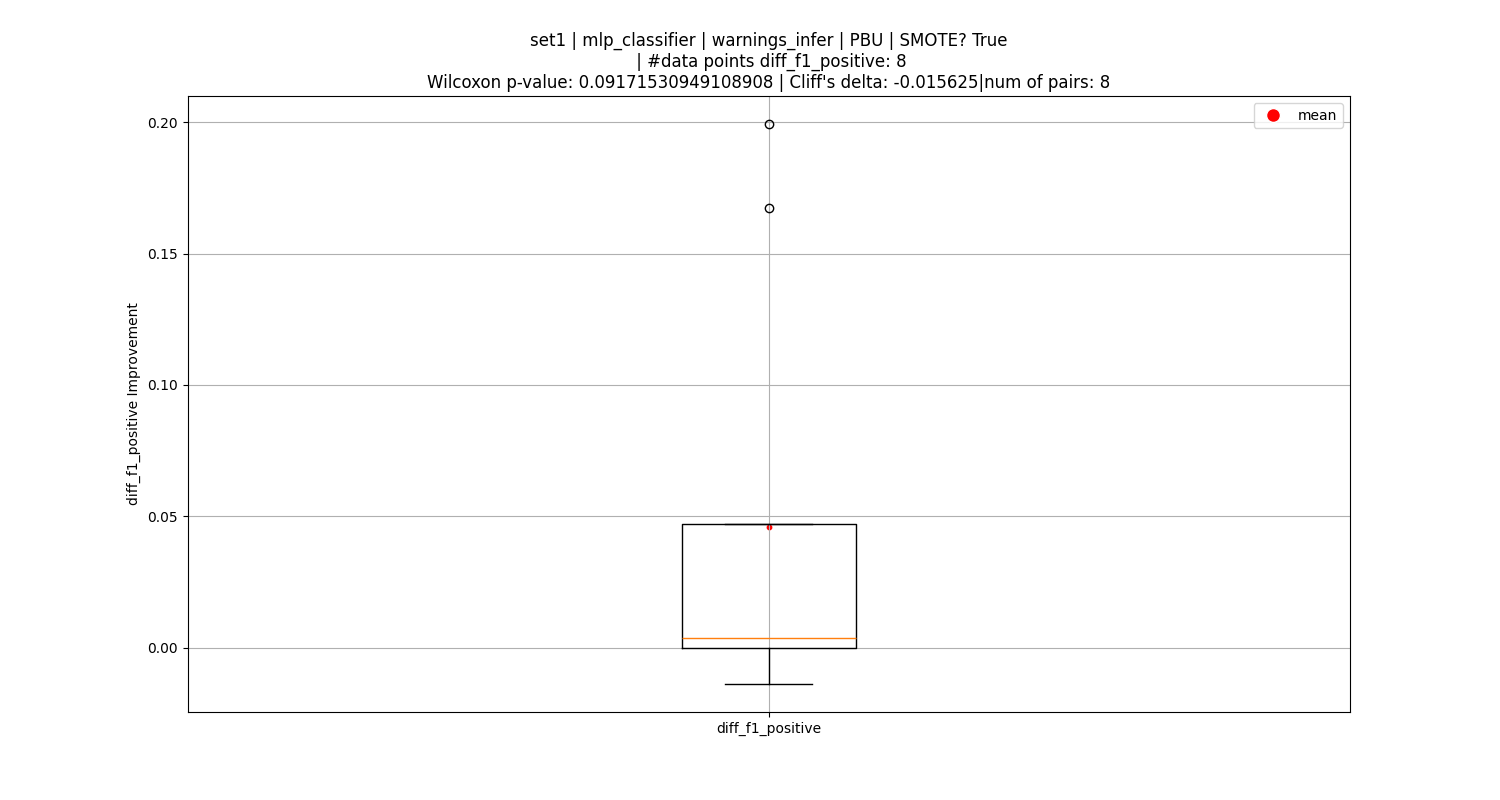 set1 | mlp_classifier | warnings_infer | PBU | SMOTE? True
| #data points diff_f1_positive: 8
Wilcoxon p-value: 0.09171530949108908 | Cliff's delta: -0.015625|num of pairs: 8
mean
0.20
0.15
0.10
0.05
0.00
diff_f1_positive Improvement
diff_f1_positive